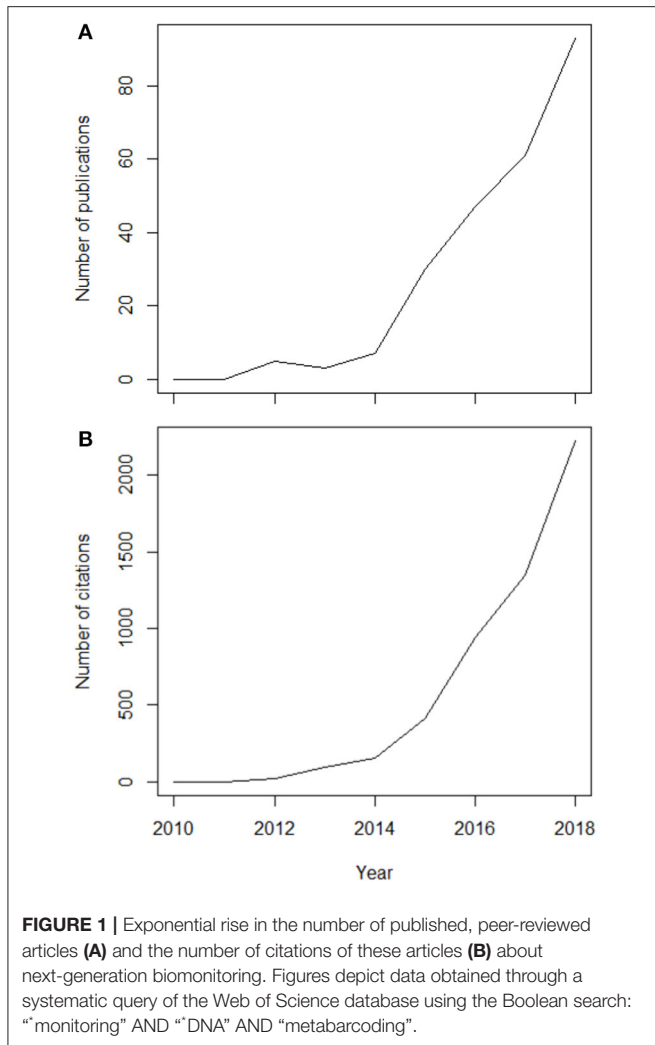 A
Number of publications
0 20 40 60 80
B
Number of citations
0 500 1000 1500 2000
2010 2012 2014 2016 2018
Year
FIGURE 1 | Exponential rise in the number of published, peer-reviewed
articles (A) and the number of citations of these articles (B) about
next-generation biomonitoring. Figures depict data obtained through a
systematic query of the Web of Science database using the Boolean search:
“*monitoring” AND “*DNA” AND “metabarcoding”.